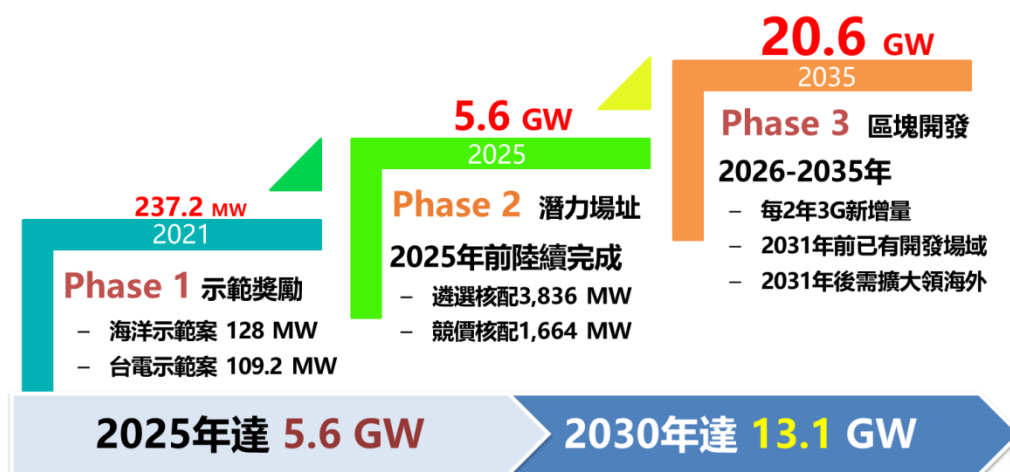 237.2 MW
2021
Phase 1 示範獎勵
– 海洋示範案 128 MW
– 台電示範案 109.2 MW
5.6 GW
2025
Phase 2 潛力場址
2025年前陸續完成
– 遴選核配3,836 MW
– 競價核配1,664 MW
20.6 GW
2035
Phase 3 區塊開發
2026-2035年
– 每2年3G新增量
– 2031年前已有開發場域
– 2031年後需擴大領海外
2025年達 5.6 GW
2030年達 13.1 GW